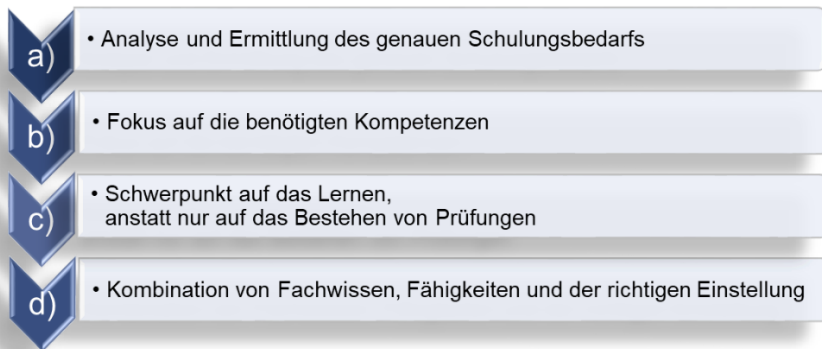 a) • Analyse und Ermittlung des genauen Schulungsbedarfs
b) • Fokus auf die benötigten Kompetenzen
c) • Schwerpunkt auf das Lernen,
anstatt nur auf das Bestehen von Prüfungen
d) • Kombination von Fachwissen, Fähigkeiten und der richtigen Einstellung